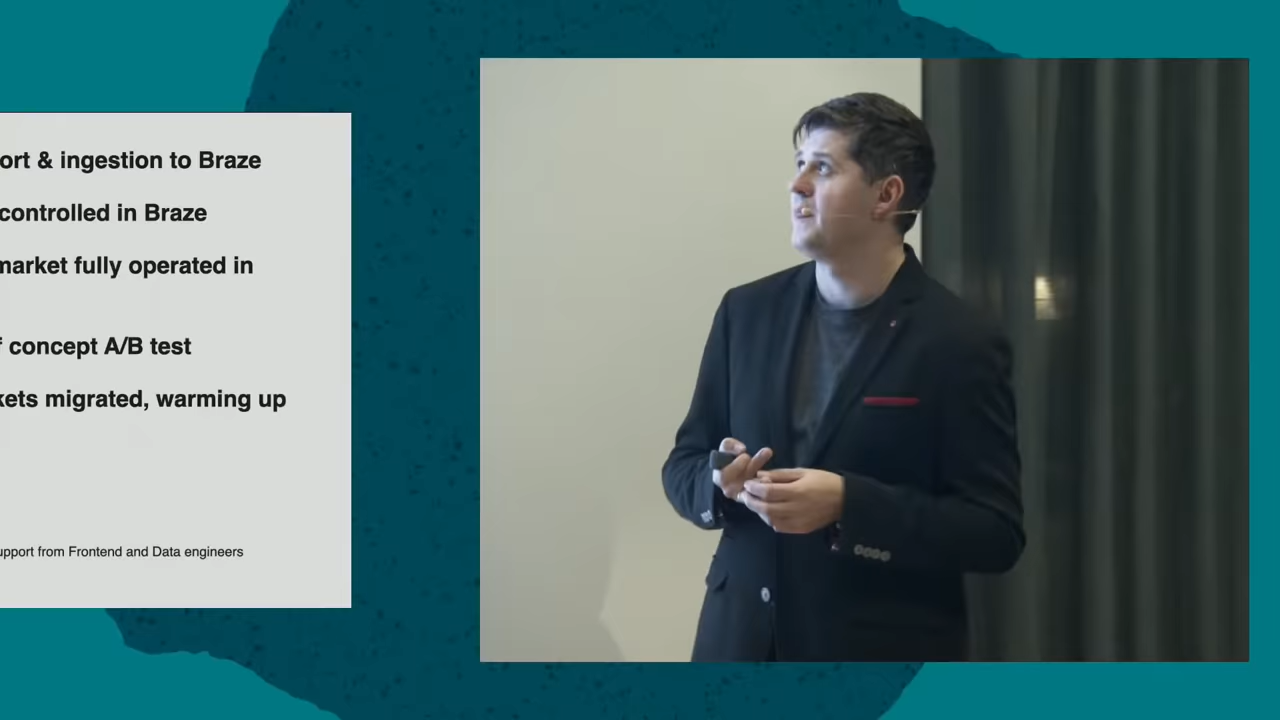 ort & ingestion to Braze
controlled in Braze
market fully operated in
concept A/B test
kets migrated, warming up
upport from Frontend and Data engineers